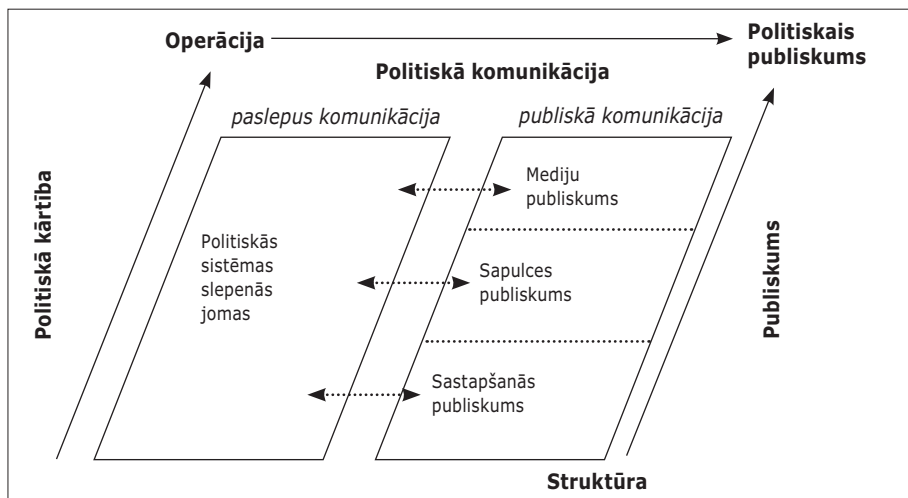 Operācija
Politiskais
publiskums
Politiskā komunikācija
paslepus komunikācija
publiskā komunikācija
Politiskā kārtība
Politiskās
sistēmas
slepenās
jomas
Mediju
publiskums
Sapulces
publiskums
Sastapšanās
publiskums
Publiskums
Struktūra